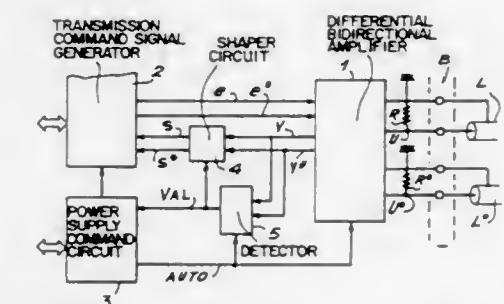 TRANSMISSION
COMMAND SIGNAL
GENERATOR
2
SHAPER
CIRCUIT
DIFFERENTIAL
BIDIRECTIONAL
AMPLIFIER
1
B
L
e
e*
S
S*
4
V
V*
R
U
R*
U*
L*
VAL
5
DETECTOR
POWER
SUPPLY
COMMAND
CIRCUIT
3
AUTO